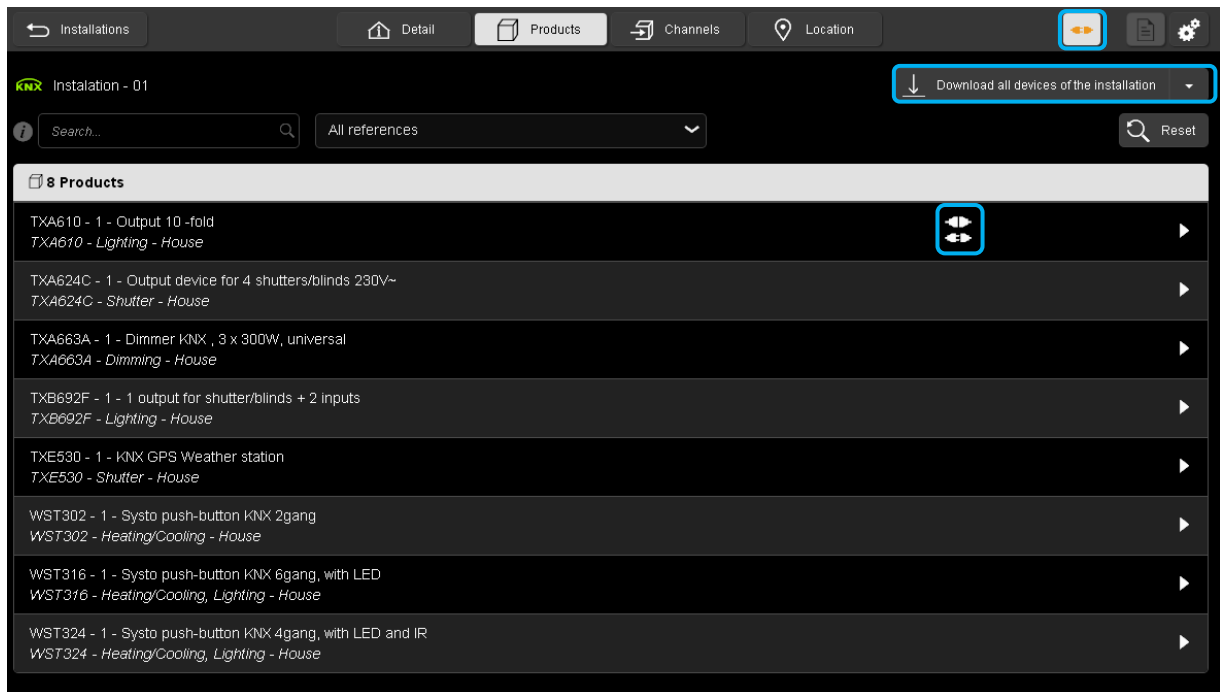 Installations
Detail
Products
Channels
Location
KNX Instalation - 01
Download all devices of the installation
Search...
All references
Reset
8 Products
TXA610 - 1 - Output 10 -fold
TXA610 - Lighting - House
TXA624C - 1 - Output device for 4 shutters/blinds 230V~
TXA624C - Shutter - House
TXA663A - 1 - Dimmer KNX , 3 x 300W, universal
TXA663A - Dimming - House
TXB692F - 1 - 1 output for shutter/blinds + 2 inputs
TXB692F - Lighting - House
TXE530 - 1 - KNX GPS Weather station
TXE530 - Shutter - House
WST302 - 1 - Systo push-button KNX 2gang
WST302 - Heating/Cooling - House
WST316 - 1 - Systo push-button KNX 6gang, with LED
WST316 - Heating/Cooling, Lighting - House
WST324 - 1 - Systo push-button KNX 4gang, with LED and IR
WST324 - Heating/Cooling, Lighting - House